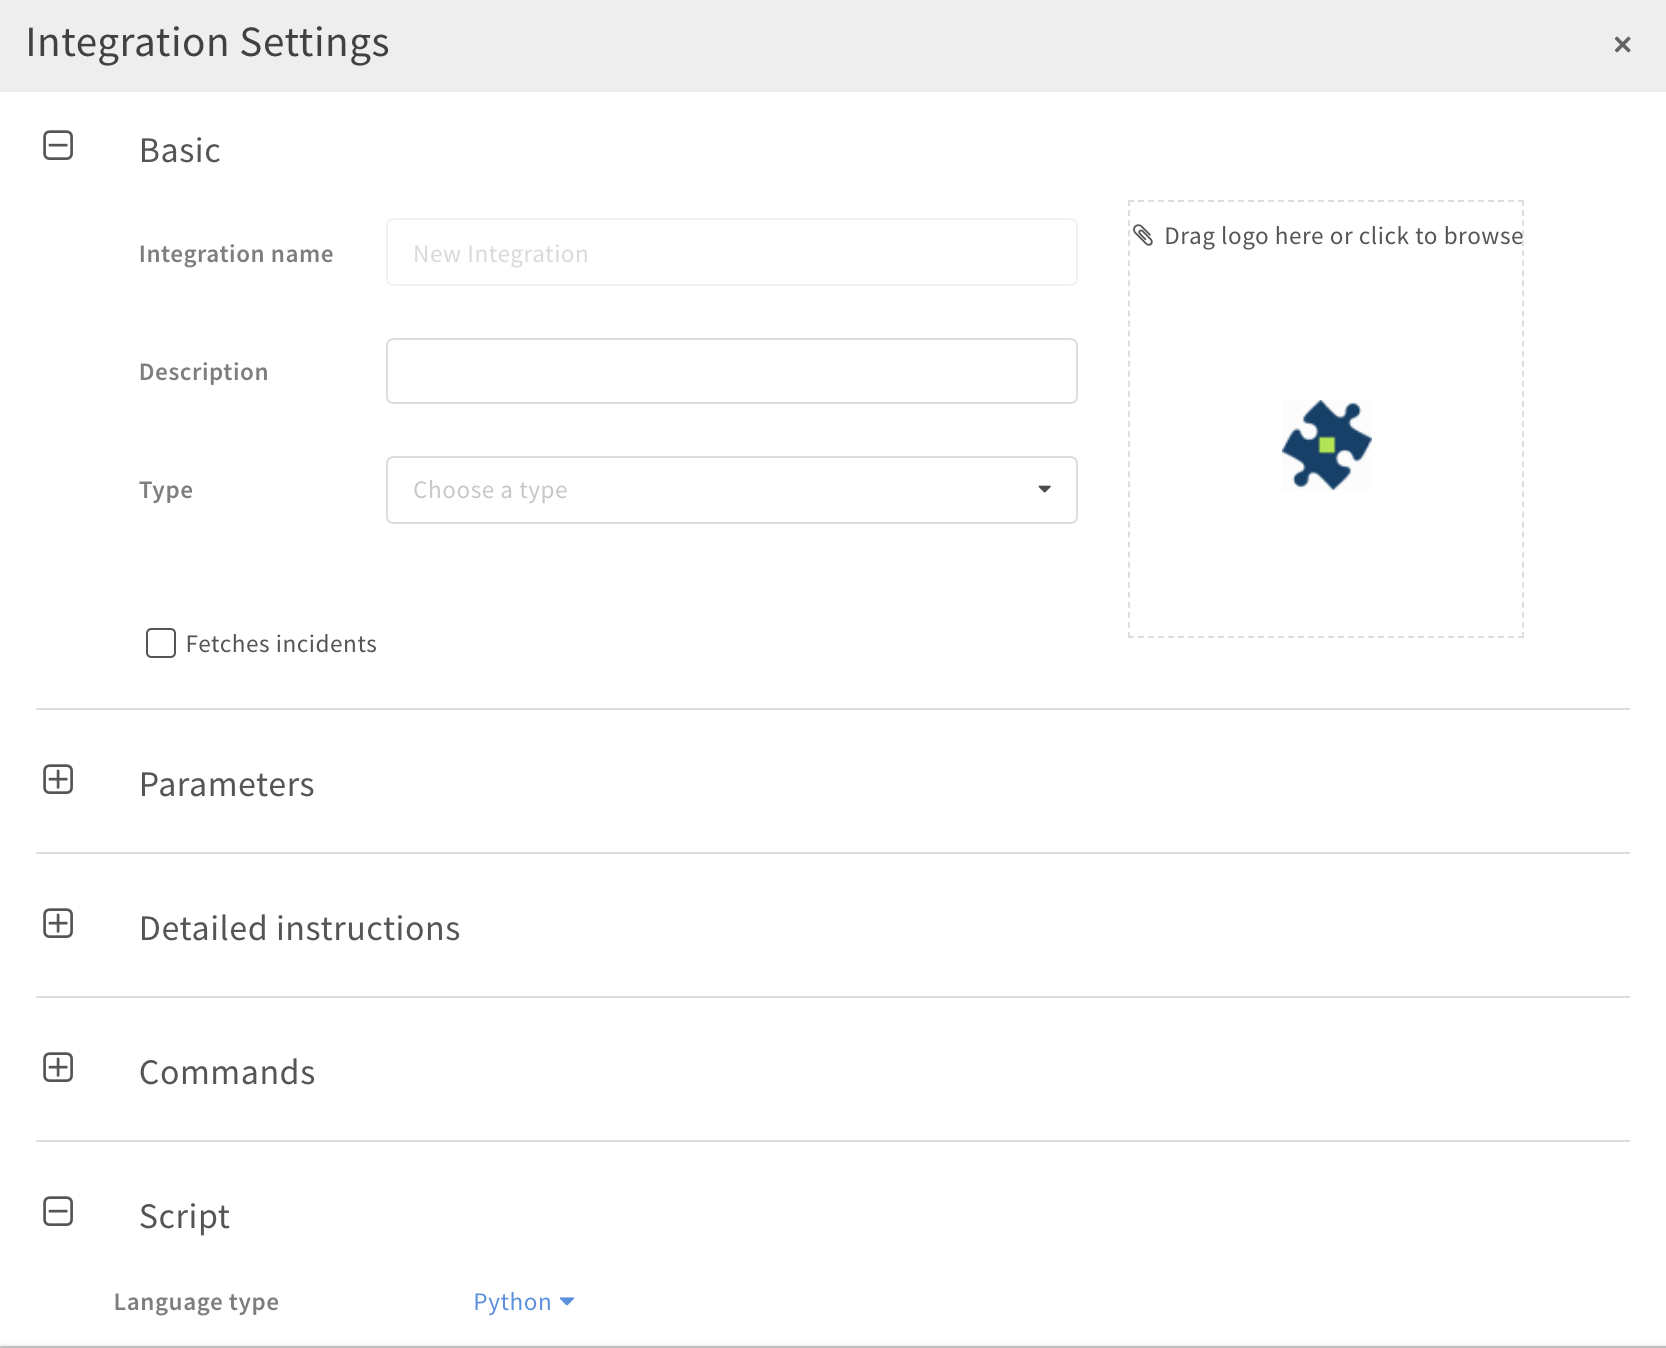 Integration Settings
Basic
Integration name
New Integration
Drag logo here or click to browse
Description
Type
Choose a type
Fetches incidents
Parameters
Detailed instructions
Commands
Script
Language type
Python